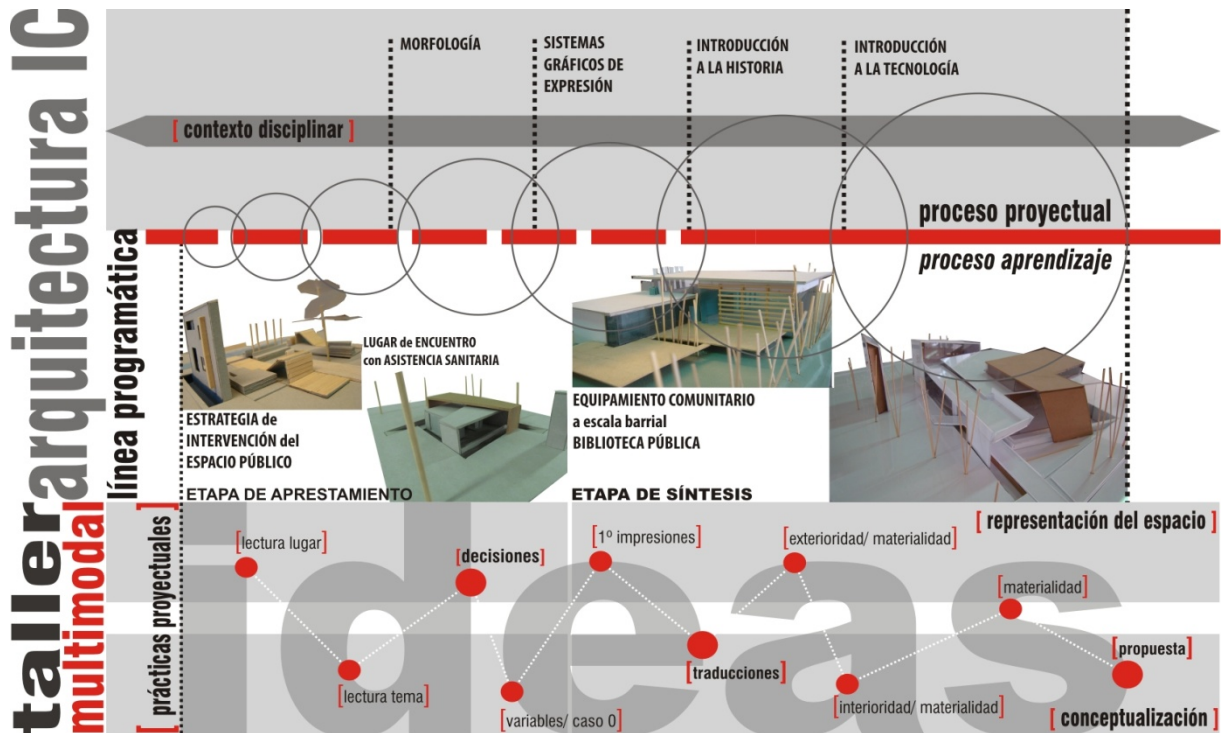 taller arquitectura IC
multimodal
línea programática
[ prácticas proyectuales ]
MORFOLOGÍA
SISTEMAS
GRÁFICOS DE
EXPRESIÓN
INTRODUCCIÓN
A LA HISTORIA
INTRODUCCIÓN
A LA TECNOLOGÍA
[ contexto disciplinar ]
proceso proyectual
proceso aprendizaje
LUGAR de ENCUENTRO
con ASISTENCIA SANITARIA
ESTRATEGIA de
INTERVENCIÓN del
ESPACIO PÚBLICO
EQUIPAMIENTO COMUNITARIO
a escala barrial
BIBLIOTECA PÚBLICA
ETAPA DE APRESTAMIENTO
ETAPA DE SÍNTESIS
ideas
[ representación del espacio ]
[lectura lugar]
[decisiones]
[1º impresiones]
[exterioridad/ materialidad]
[materialidad]
[lectura tema]
[variables/ caso 0]
[traducciones]
[interioridad/ materialidad]
[propuesta]
[ conceptualización ]